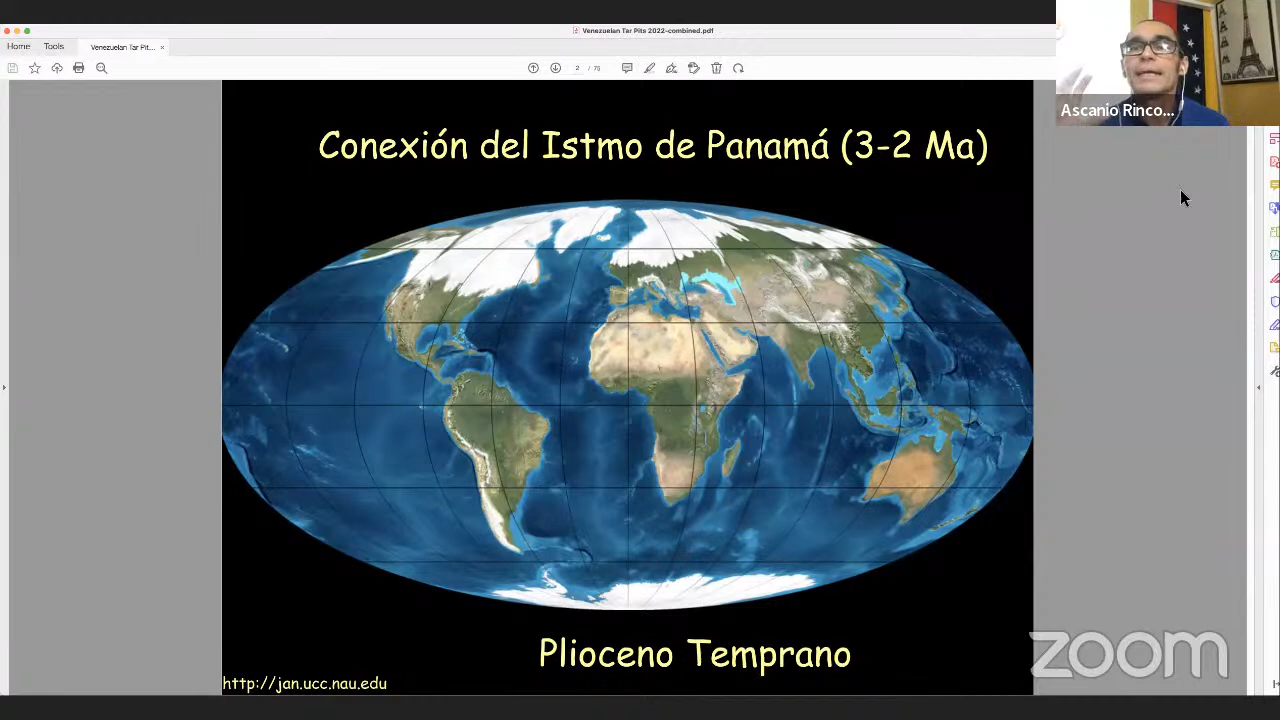 Venezuelan Tar Pits 2022-combined.pdf
Home Tools Venezuelan Tar Pit... ×
2 / 75
Ascanio Rinco...
Conexión del Istmo de Panamá (3-2 Ma)
Plioceno Temprano
http://jan.ucc.nau.edu
zoom